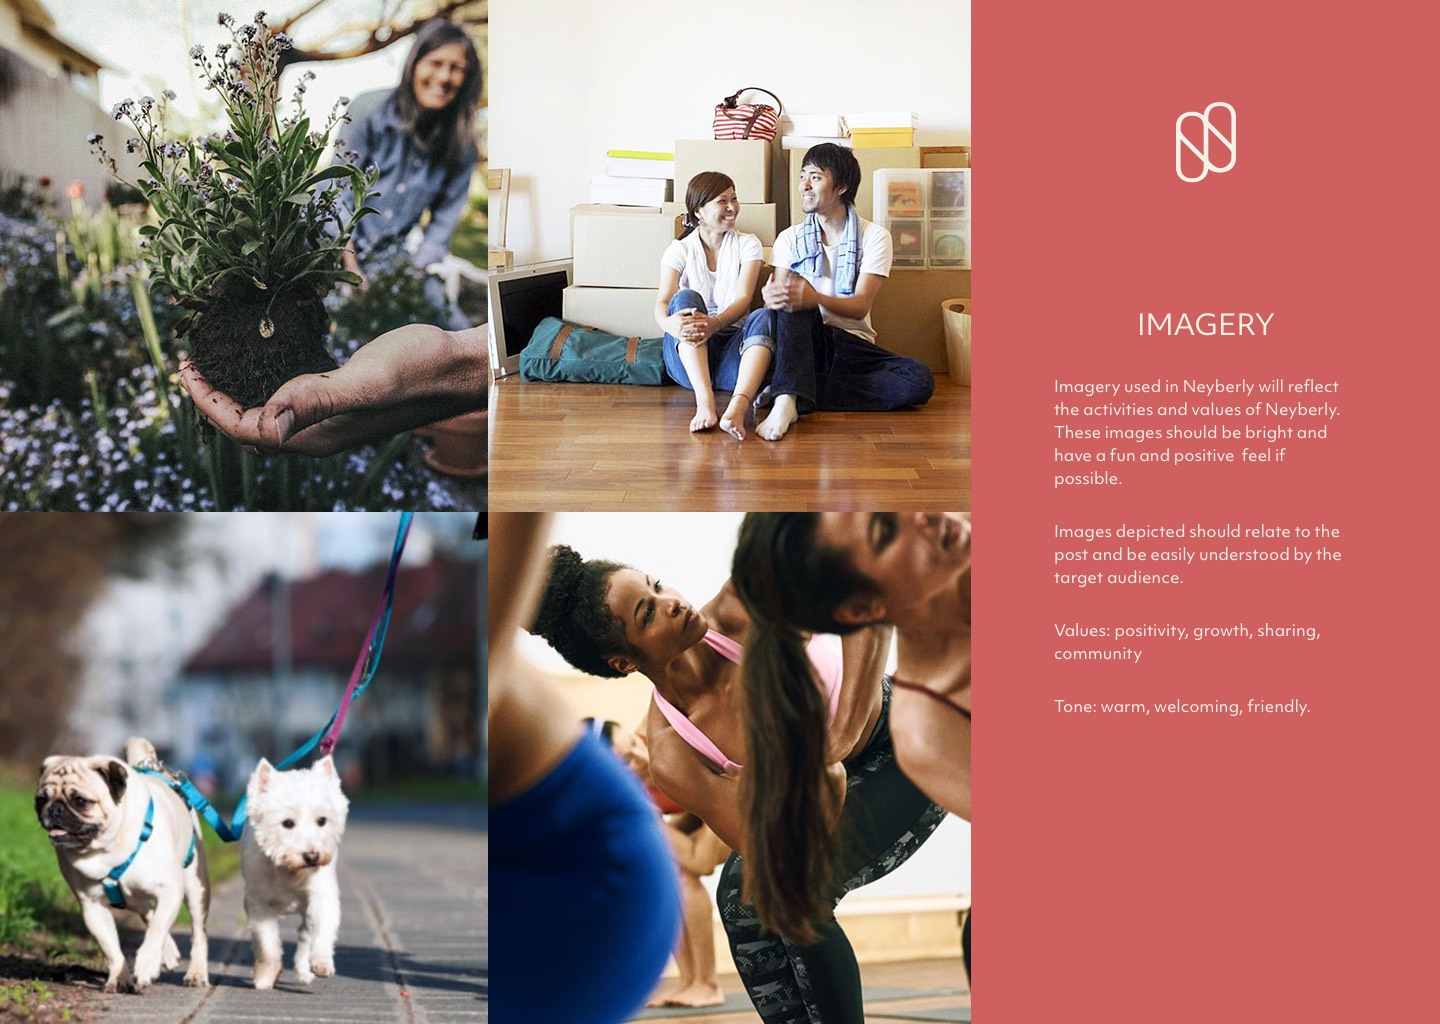 IMAGERY
Imagery used in Neyberly will reflect
the activities and values of Neyberly.
These images should be bright and
have a fun and positive  feel if
possible.
Images depicted should relate to the
post and be easily understood by the
target audience.
Values: positivity, growth, sharing,
community
Tone: warm, welcoming, friendly.